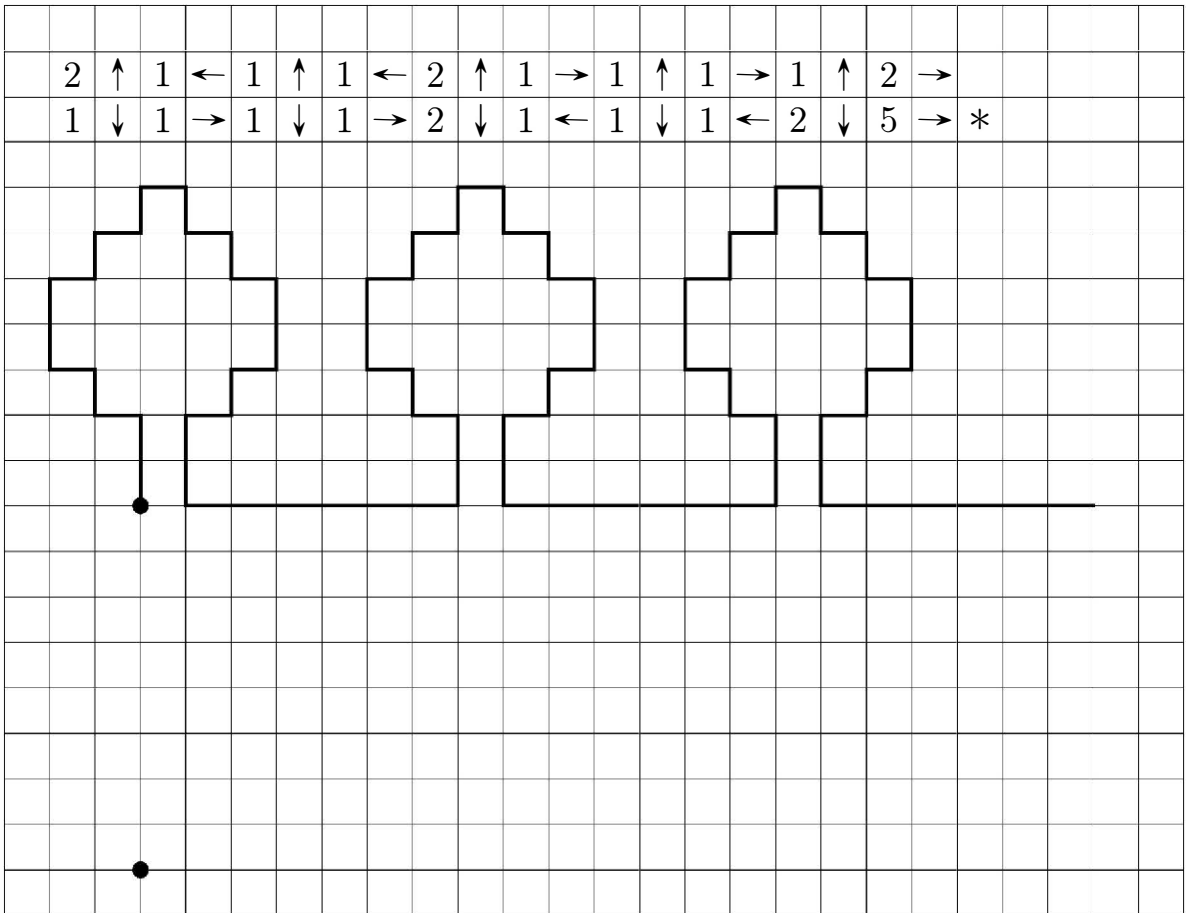 2 ↑ 1 ← 1 ↑ 1 ← 2 ↑ 1 → 1 ↑ 1 → 1 ↑ 2 →
1 ↓ 1 → 1 ↓ 1 → 2 ↓ 1 ← 1 ↓ 1 ← 2 ↓ 5 → *